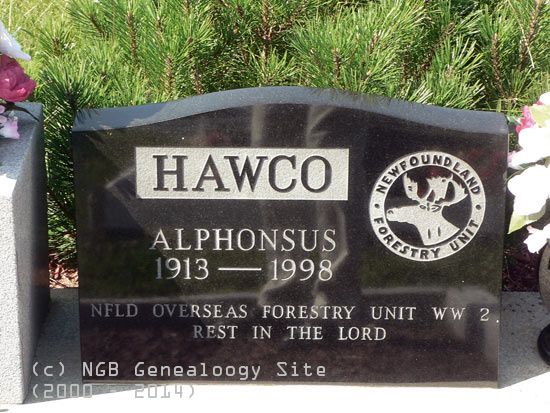 HAWCO
NEWFOUNDLAND
FORESTRY UNIT
ALPHONSUS
1913 — 1998
NFLD OVERSEAS FORESTRY UNIT WW 2
REST IN THE LORD
(c) NGB Genealoogy Site
(2000 - 2014)